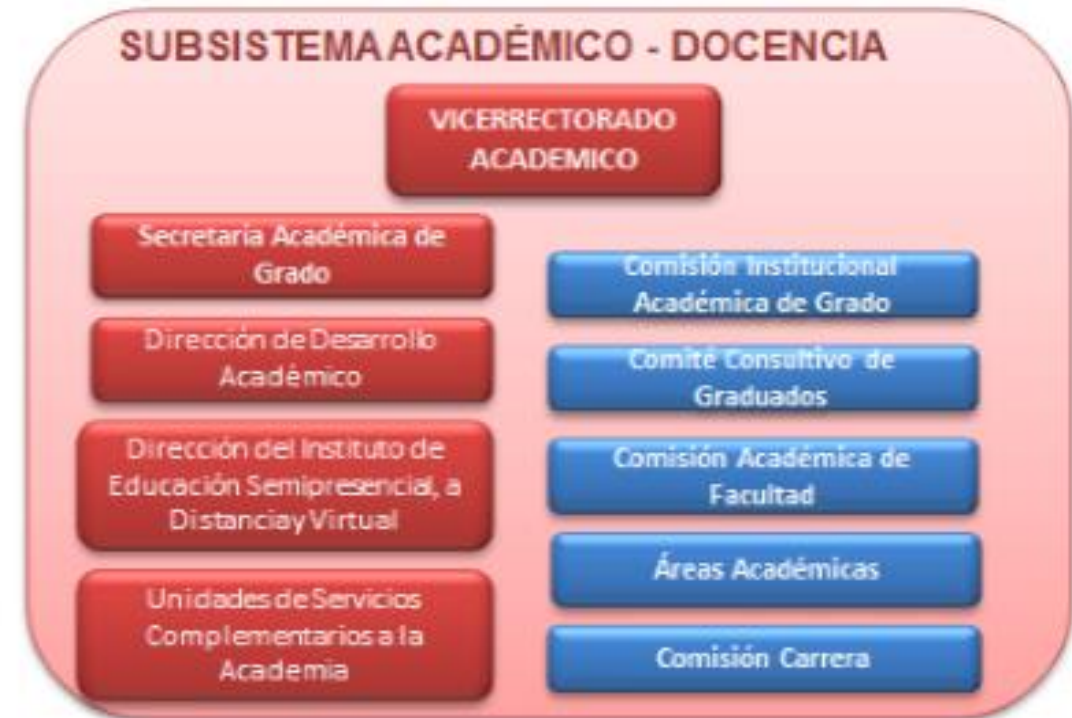 SUBSISTEMA ACADÉMICO - DOCENCIA
VICERRECTORADO
ACADEMICO
Secretaría Académica de
Grado
Dirección de Desarrollo
Académico
Dirección del Instituto de
Educación Semipresencial, a
Distancia y Virtual
Unidades de Servicios
Complementarios a la
Academia
Comisión Institucional
Académica de Grado
Comité Consultivo de
Graduados
Comisión Académica de
Facultad
Áreas Académicas
Comisión Carrera